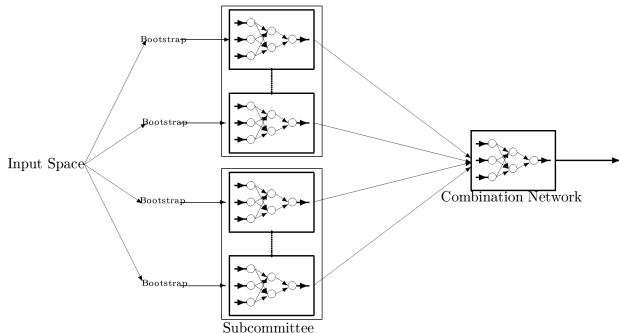 Bootstrap
Bootstrap
Input Space
Bootstrap
Combination Network
Bootstrap
Subcommittee